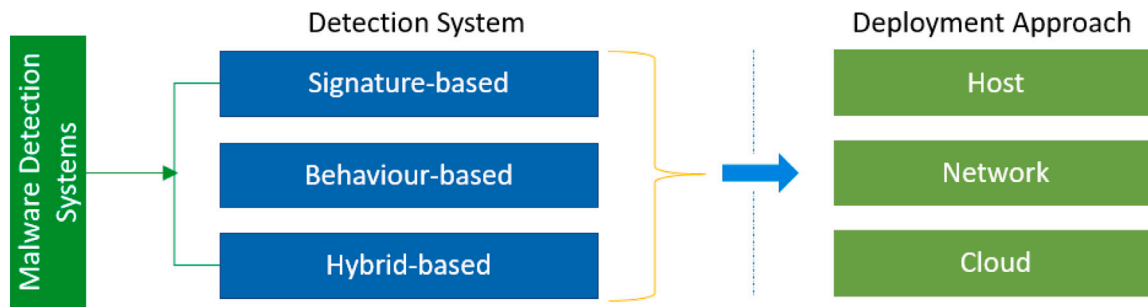 Malware Detection
Systems
Detection System
Signature-based
Behaviour-based
Hybrid-based
Deployment Approach
Host
Network
Cloud